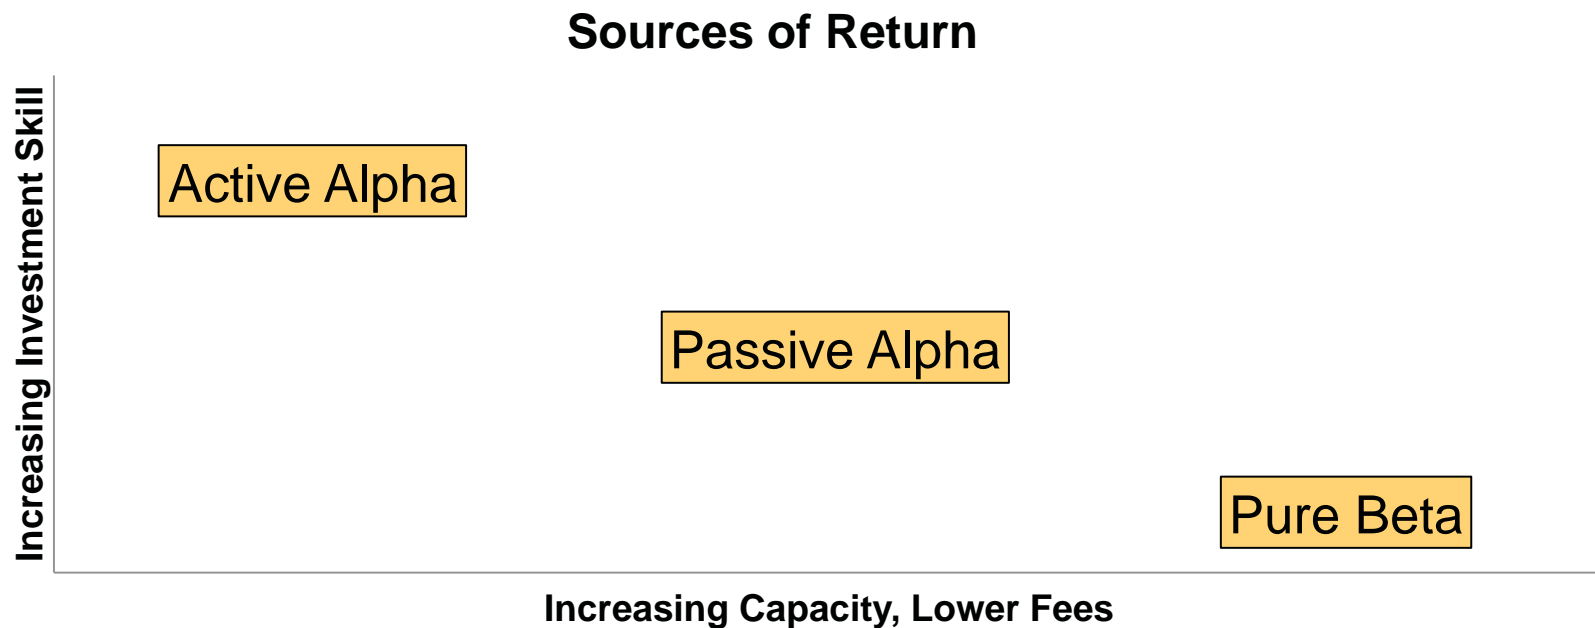 Sources of Return
Increasing Investment Skill
Active Alpha
Passive Alpha
Pure Beta
Increasing Capacity, Lower Fees